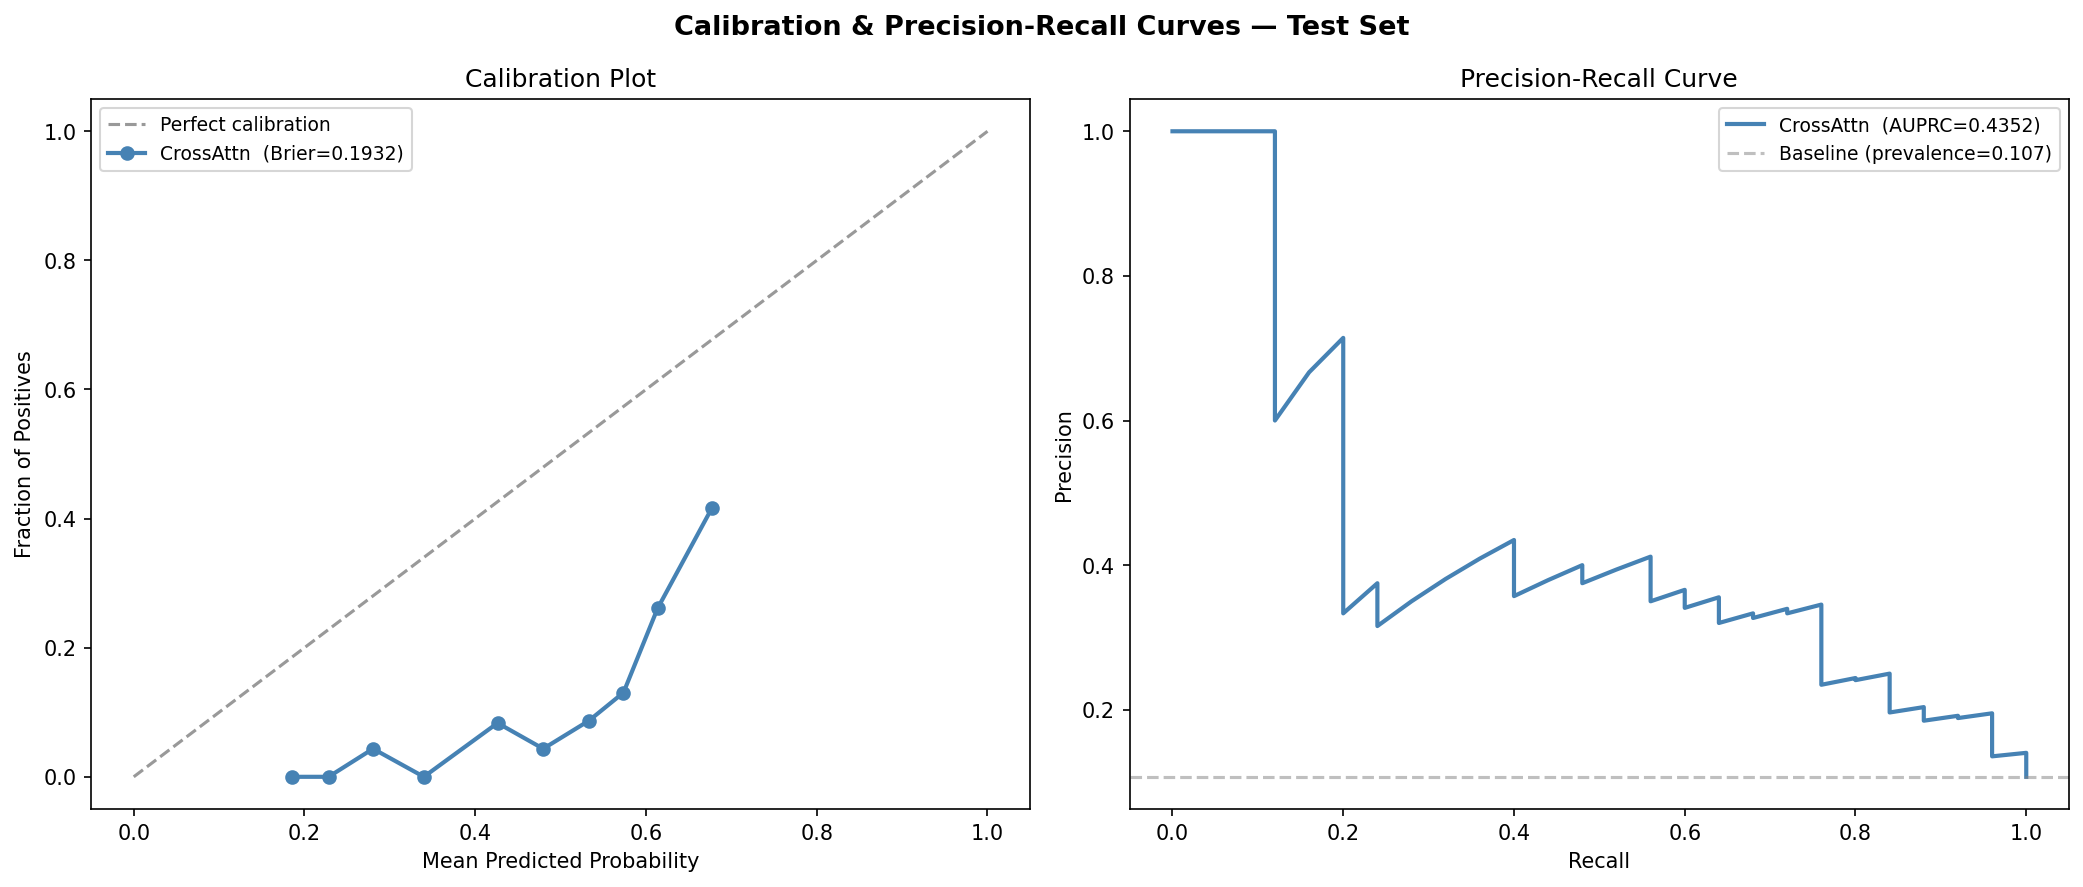 Calibration & Precision-Recall Curves — Test Set
Calibration Plot
Perfect calibration
CrossAttn (Brier=0.1932)
1.0
0.8
0.6
0.4
0.2
0.0
Fraction of Positives
0.0 0.2 0.4 0.6 0.8 1.0
Mean Predicted Probability
Precision-Recall Curve
CrossAttn (AUPRC=0.4352)
Baseline (prevalence=0.107)
1.0
0.8
0.6
0.4
0.2
Precision
0.0 0.2 0.4 0.6 0.8 1.0
Recall